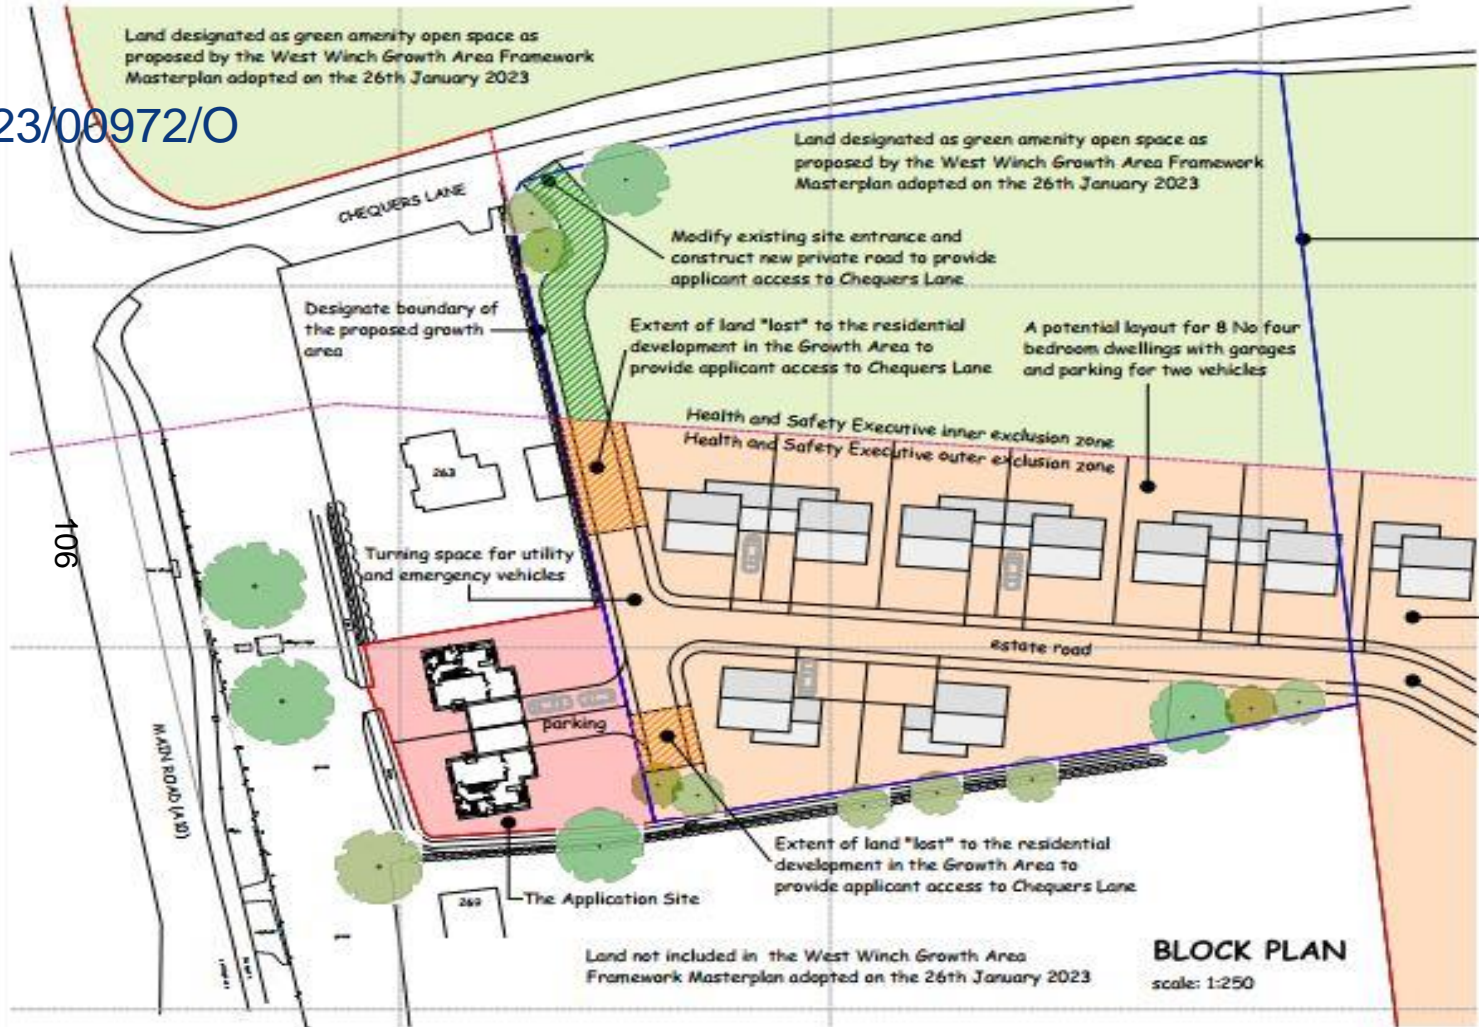 Land designated as green amenity open space as
proposed by the West Winch Growth Area Framework
Masterplan adopted on the 26th January 2023
23/00972/O
Land designated as green amenity open space as
proposed by the West Winch Growth Area Framework
Masterplan adopted on the 26th January 2023
CHEQUERS LANE
Modify existing site entrance and
construct new private road to provide
applicant access to Chequers Lane
Designate boundary of
the proposed growth
area
Extent of land "lost" to the residential
development in the Growth Area to
provide applicant access to Chequers Lane
A potential layout for 8 No four
bedroom dwellings with garages
and parking for two vehicles
Health and Safety Executive inner exclusion zone
Health and Safety Executive outer exclusion zone
263
106
Turning space for utility
and emergency vehicles
estate road
parking
MAIN ROAD (A10)
Extent of land "lost" to the residential
development in the Growth Area to
provide applicant access to Chequers Lane
269
The Application Site
Land not included in the West Winch Growth Area
Framework Masterplan adopted on the 26th January 2023
BLOCK PLAN
scale: 1:250